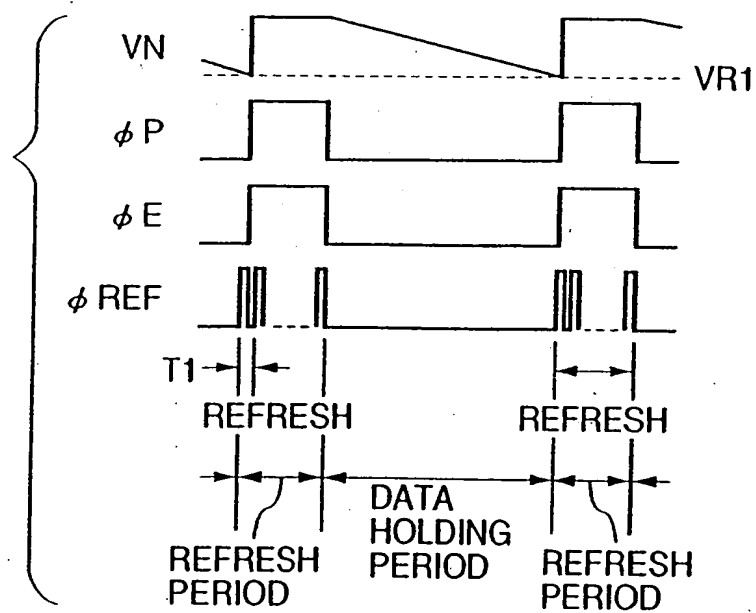 VN
VR1
φP
φE
φREF
T1
REFRESH
REFRESH
REFRESH
PERIOD
DATA
HOLDING
PERIOD
REFRESH
PERIOD